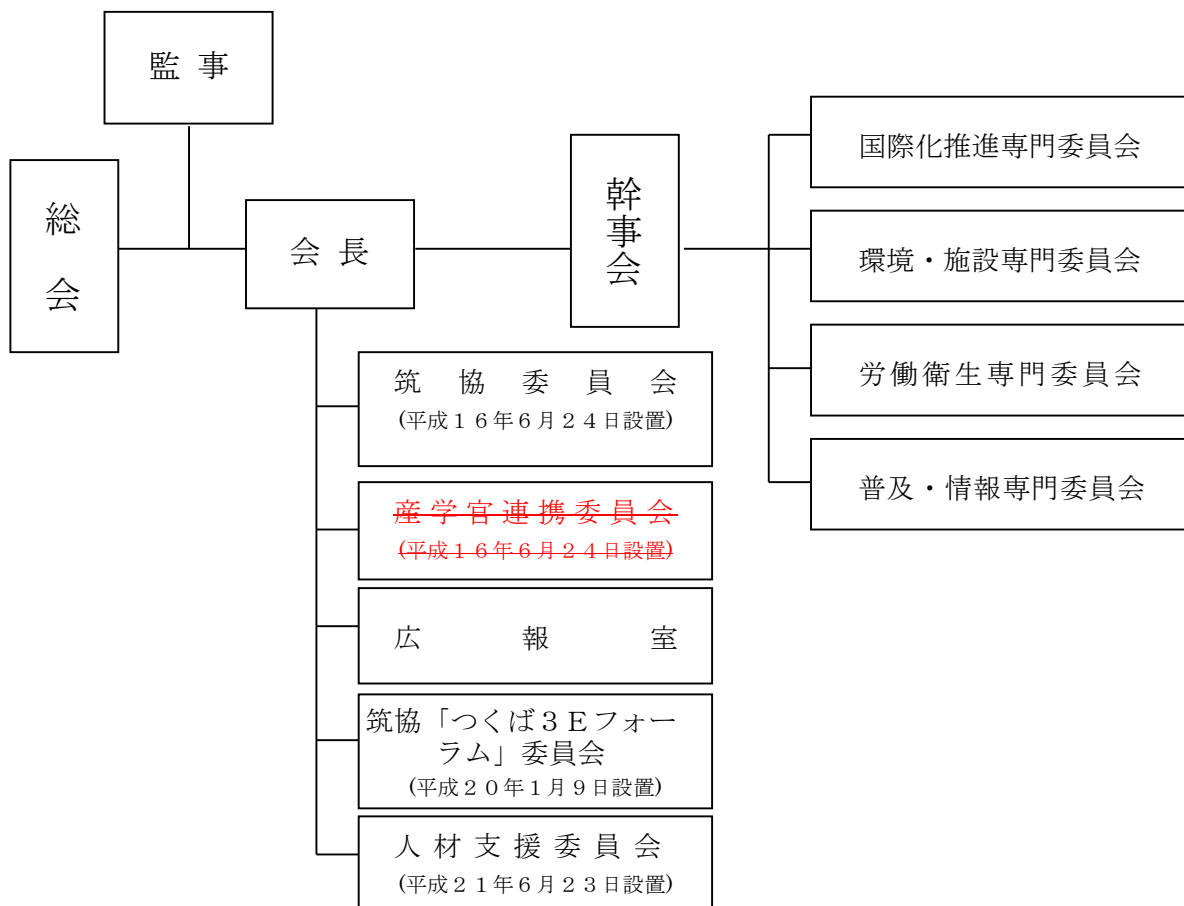 監事
総会
会長
幹事会
筑協委員会
(平成１６年６月２４日設置)
産学官連携委員会
(平成１６年６月２４日設置)
広報室
筑協「つくば３Ｅフォー
ラム」委員会
(平成２０年１月９日設置)
人材支援委員会
(平成２１年６月２３日設置)
国際化推進専門委員会
環境・施設専門委員会
労働衛生専門委員会
普及・情報専門委員会